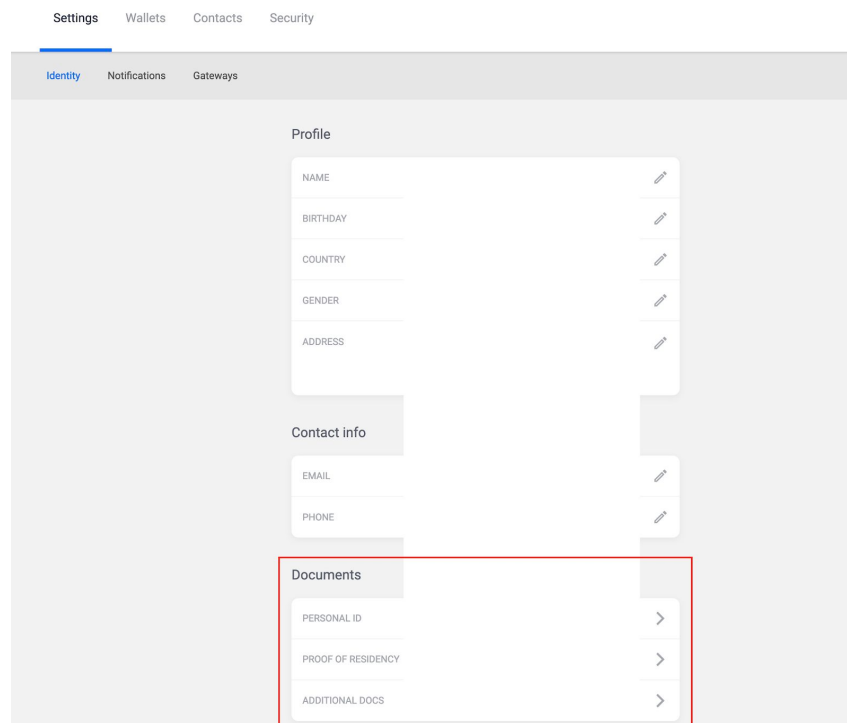 Settings Wallets Contacts Security
Identity Notifications Gateways
Profile
NAME
BIRTHDAY
COUNTRY
GENDER
ADDRESS
Contact info
EMAIL
PHONE
Documents
PERSONAL ID
PROOF OF RESIDENCY
ADDITIONAL DOCS